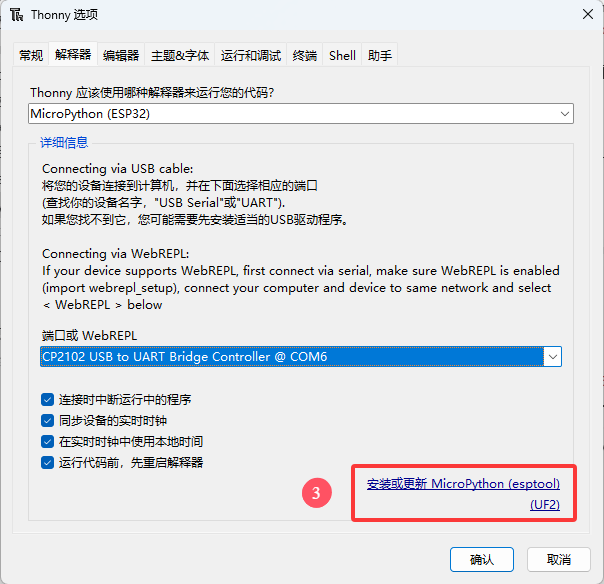 Thonny 选项
常规 解释器 编辑器 主题&字体 运行和调试 终端 Shell 助手
Thonny 应该使用哪种解释器来运行您的代码？
MicroPython (ESP32)
详细信息
Connecting via USB cable:
将您的设备连接到计算机，并在下面选择相应的端口
(查找你的设备名字，"USB Serial"或"UART").
如果您找不到它，您可能需要先安装适当的USB驱动程序。
Connecting via WebREPL:
If your device supports WebREPL, first connect via serial, make sure WebREPL is enabled
(import webrepl_setup), connect your computer and device to same network and select
< WebREPL > below
端口或 WebREPL
CP2102 USB to UART Bridge Controller @ COM6
连接时中断运行中的程序
同步设备的实时时钟
在实时时钟中使用本地时间
运行代码前，先重启解释器
3
安装或更新 MicroPython (esptool)
(UF2)
确认 取消